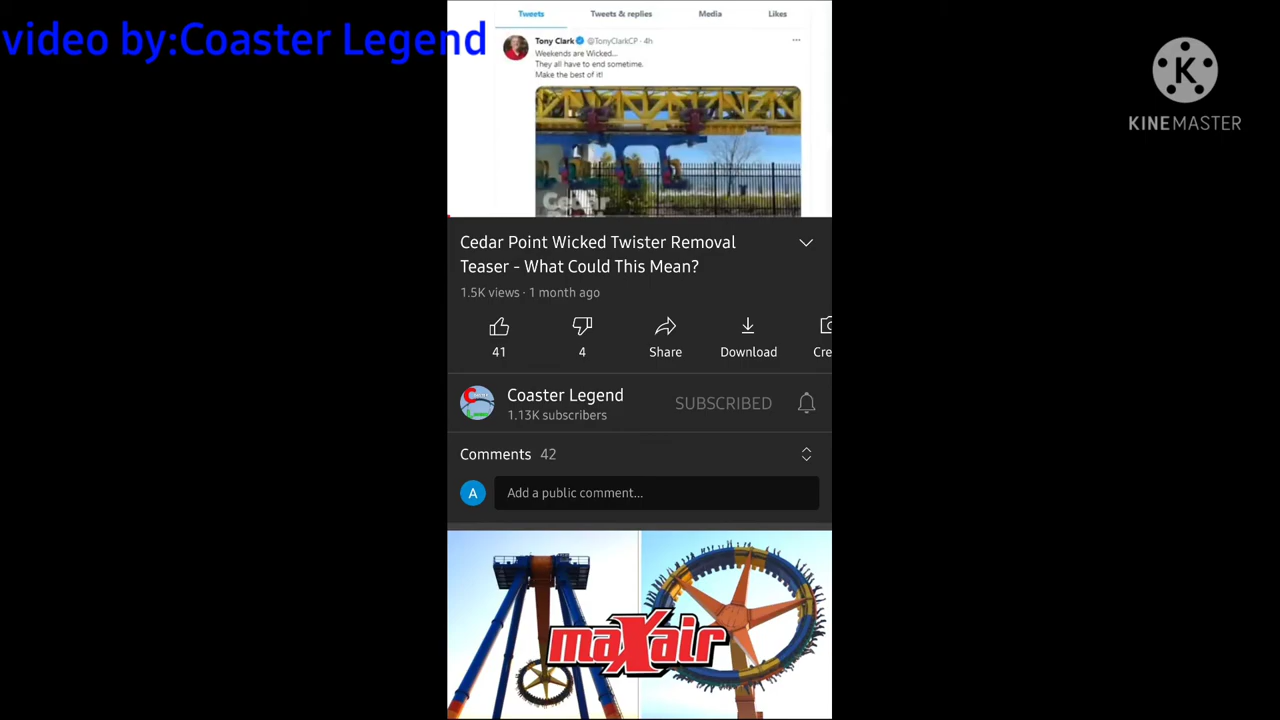 video by:Coaster Legend
Tweets Tweets & replies Media Likes
Tony Clark @TonyClarkCP · 4h
Weekends are Wicked...
They all have to end sometime.
Make the best of it!
Cedar
K
KINEMASTER
Cedar Point Wicked Twister Removal
Teaser - What Could This Mean?
1.5K views · 1 month ago
41 4 Share Download Cre
Coaster Legend SUBSCRIBED
1.13K subscribers
Comments 42
A Add a public comment...
maXair